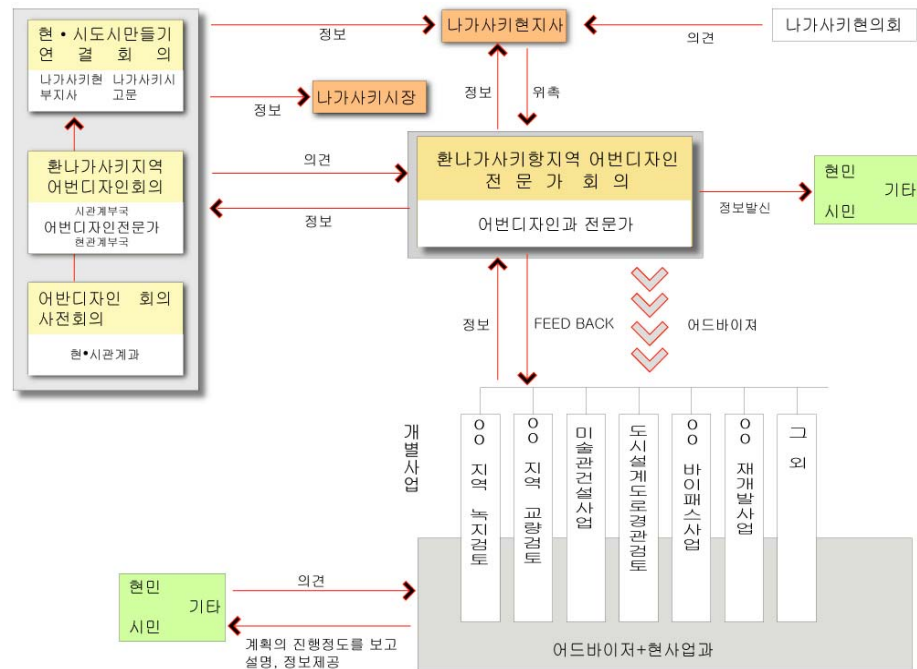 현 • 시도시만들기
연 결 회 의
나가사키현 나가사키시
부지사 고문
정보
나가사키현지사
의견
나가사키현의회
정보
나가사키시장
정보
위촉
환나가사키지역
어번디자인회의
시관계부국
어번디자인전문가
현관계부국
의견
정보
환나가사키항지역 어번디자인
전 문 가 회 의
어번디자인과 전문가
정보발신
현민
기타
시민
어반디자인 회의
사전회의
현•시관계과
정보
FEED BACK
어드바이져
개별사업
OO 지역 녹지검토
OO 지역 교량검토
미술관건설사업
도시설계도로경관검토
OO 바이패스사업
OO 재개발사업
그 외
현민
기타
시민
의견
계획의 진행정도를 보고
설명, 정보제공
어드바이저+현사업과